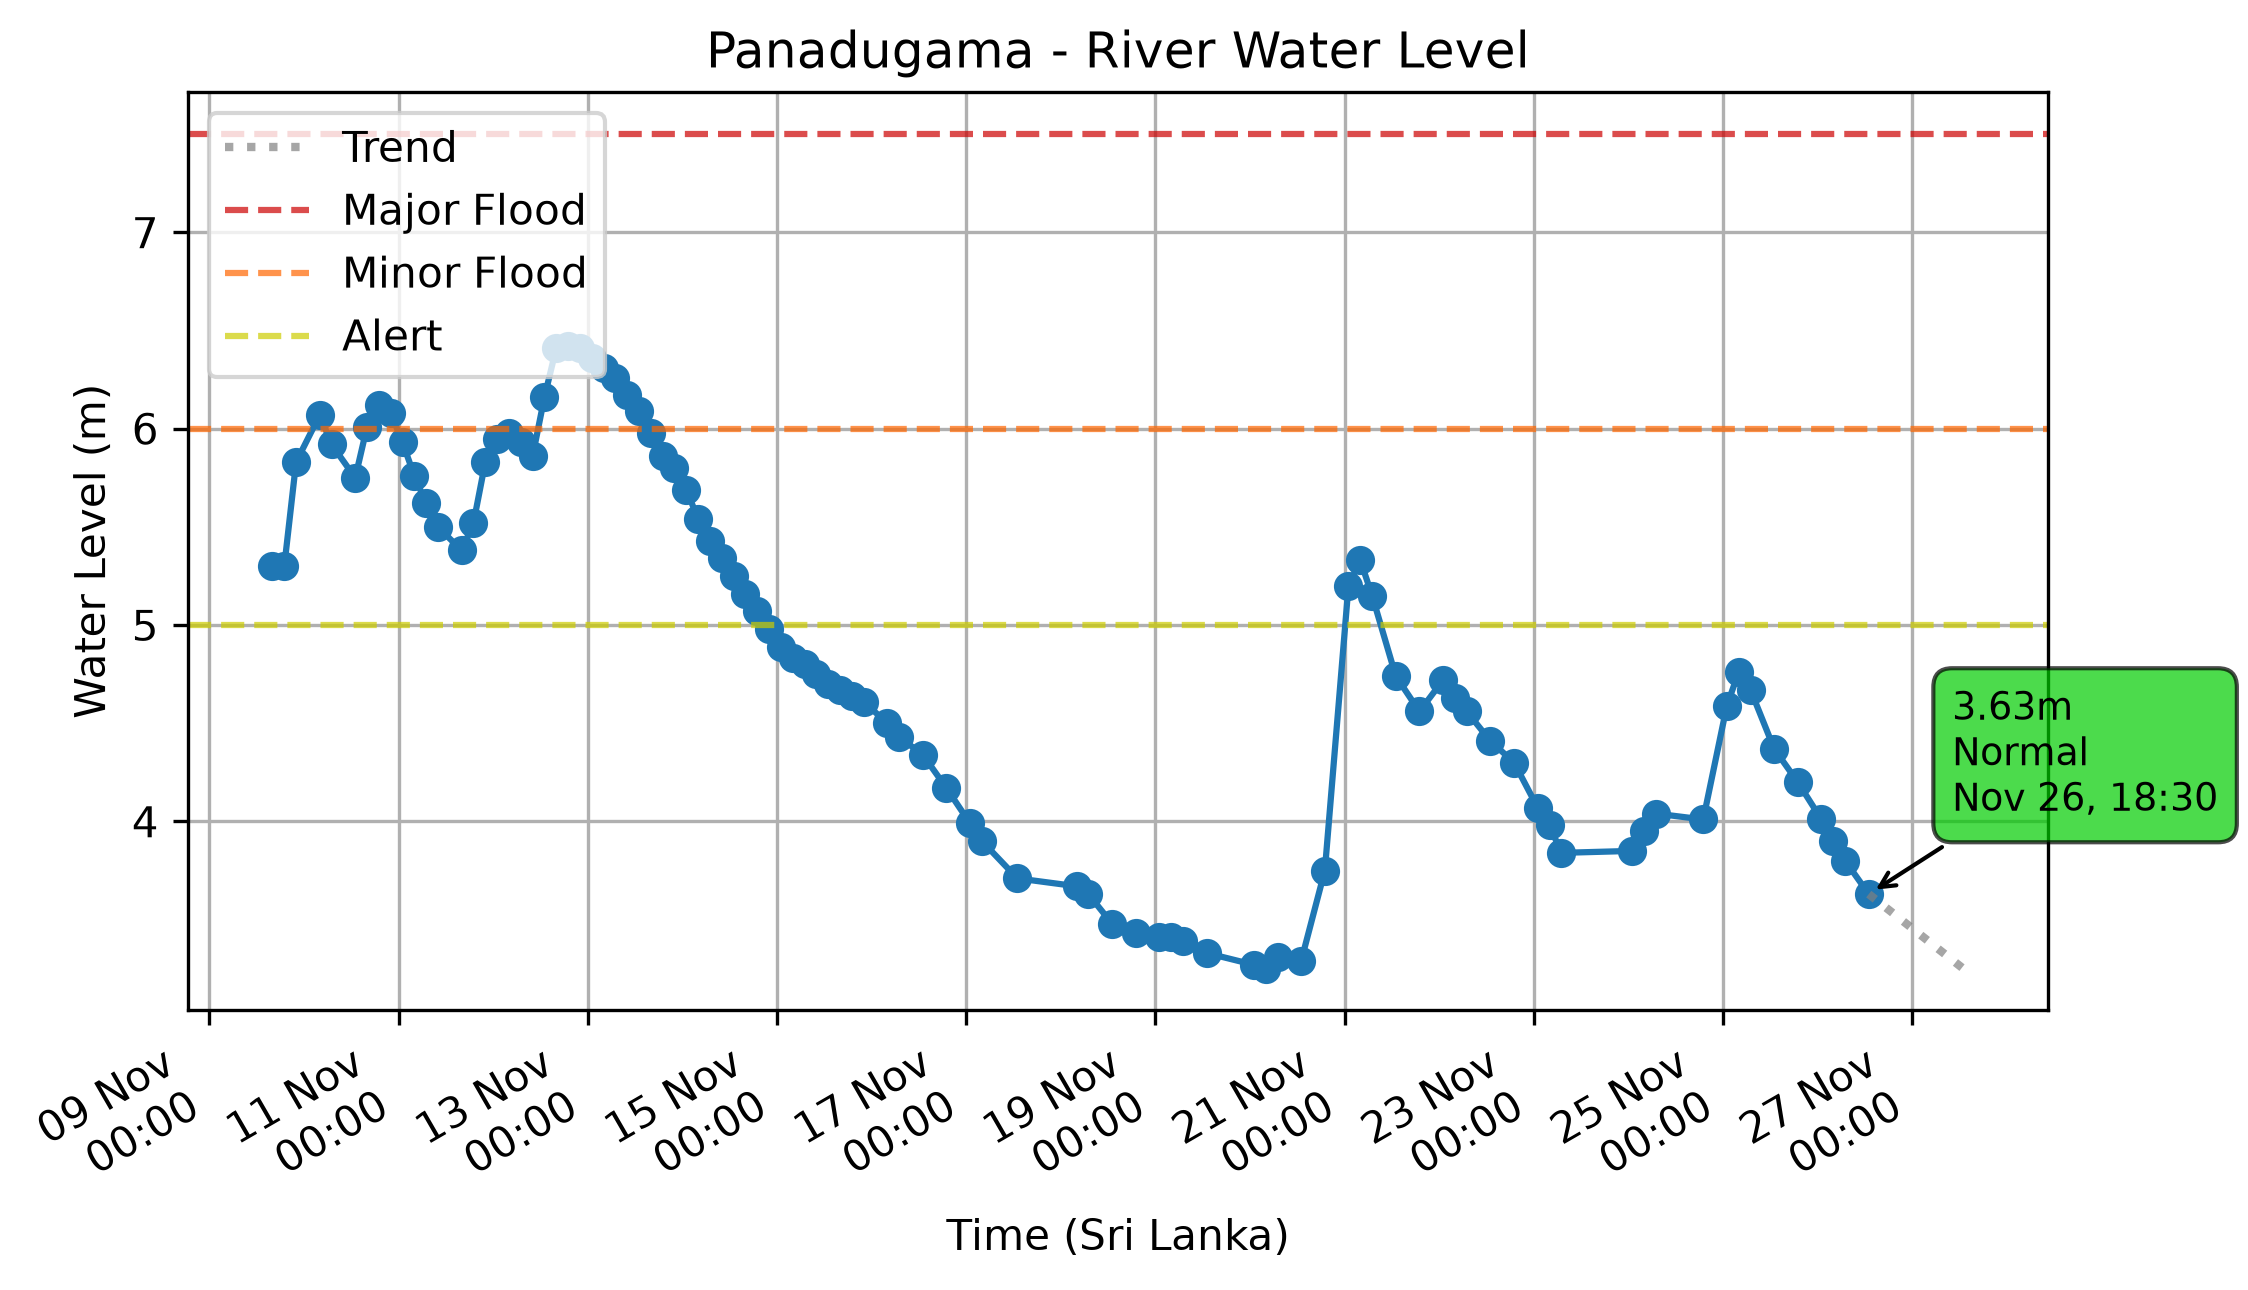 Panadugama - River Water Level
Trend
Major Flood
Minor Flood
Alert
7
6
5
4
Water Level (m)
3.63m
Normal
Nov 26, 18:30
09 Nov
00:00
11 Nov
00:00
13 Nov
00:00
15 Nov
00:00
17 Nov
00:00
19 Nov
00:00
21 Nov
00:00
23 Nov
00:00
25 Nov
00:00
27 Nov
00:00
Time (Sri Lanka)